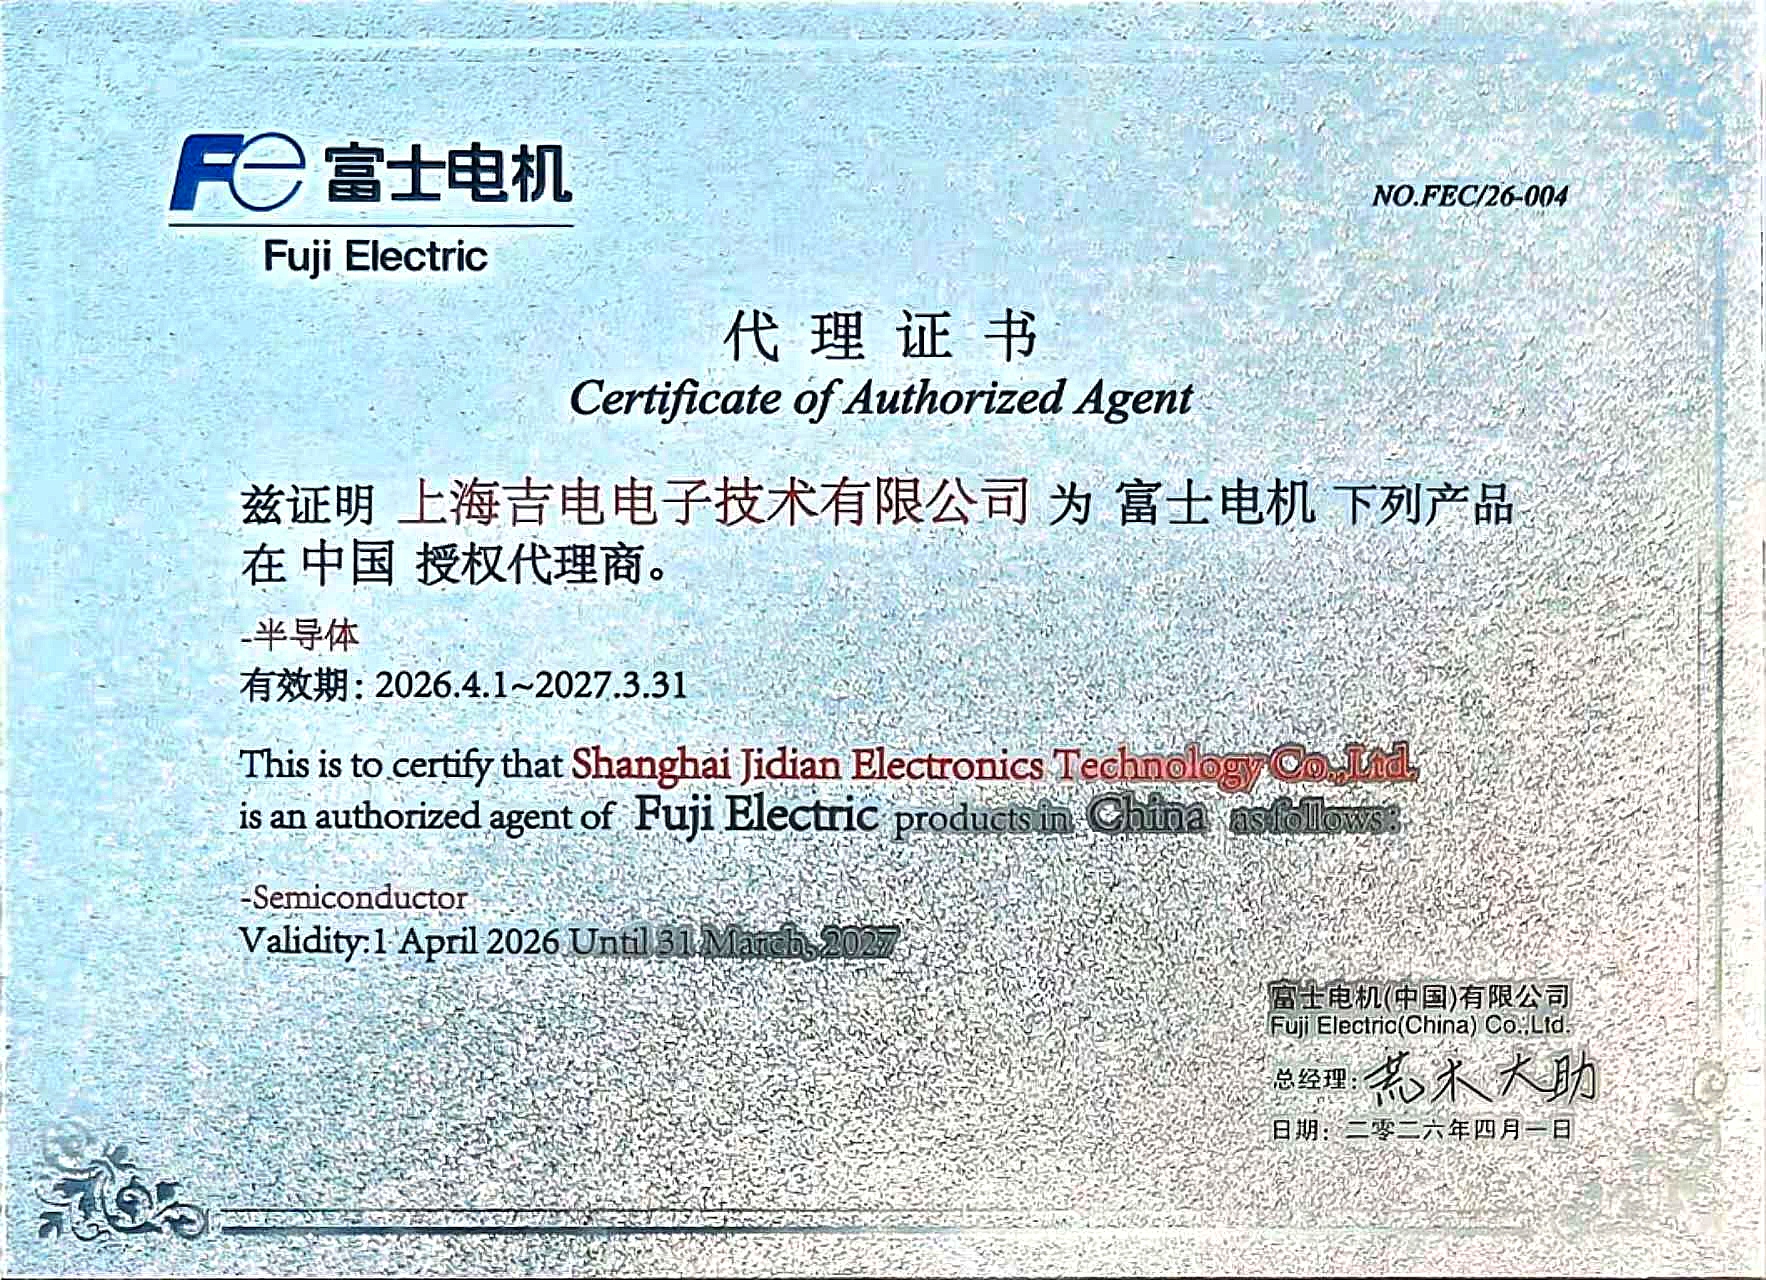 Fe 富士电机
Fuji Electric
NO.FEC/26-004
代理证书
Certificate of Authorized Agent
兹证明 上海吉电电子技术有限公司 为 富士电机 下列产品
在 中国 授权代理商。
-半导体
有效期: 2026.4.1~2027.3.31
This is to certify that Shanghai Jidian Electronics Technology Co.,Ltd.
is an authorized agent of Fuji Electric products in China as follows:
-Semiconductor
Validity:1 April 2026 Until 31 March, 2027
富士电机(中国)有限公司
Fuji Electric(China) Co.,Ltd.
总经理:
日期: 二零二六年四月一日